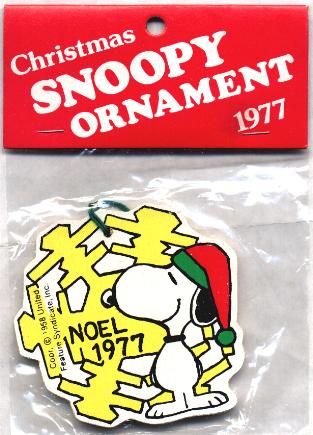 Christmas
SNOOPY
ORNAMENT
1977
NOEL
1977
Copr. © 1958 United
Feature Syndicate, Inc.